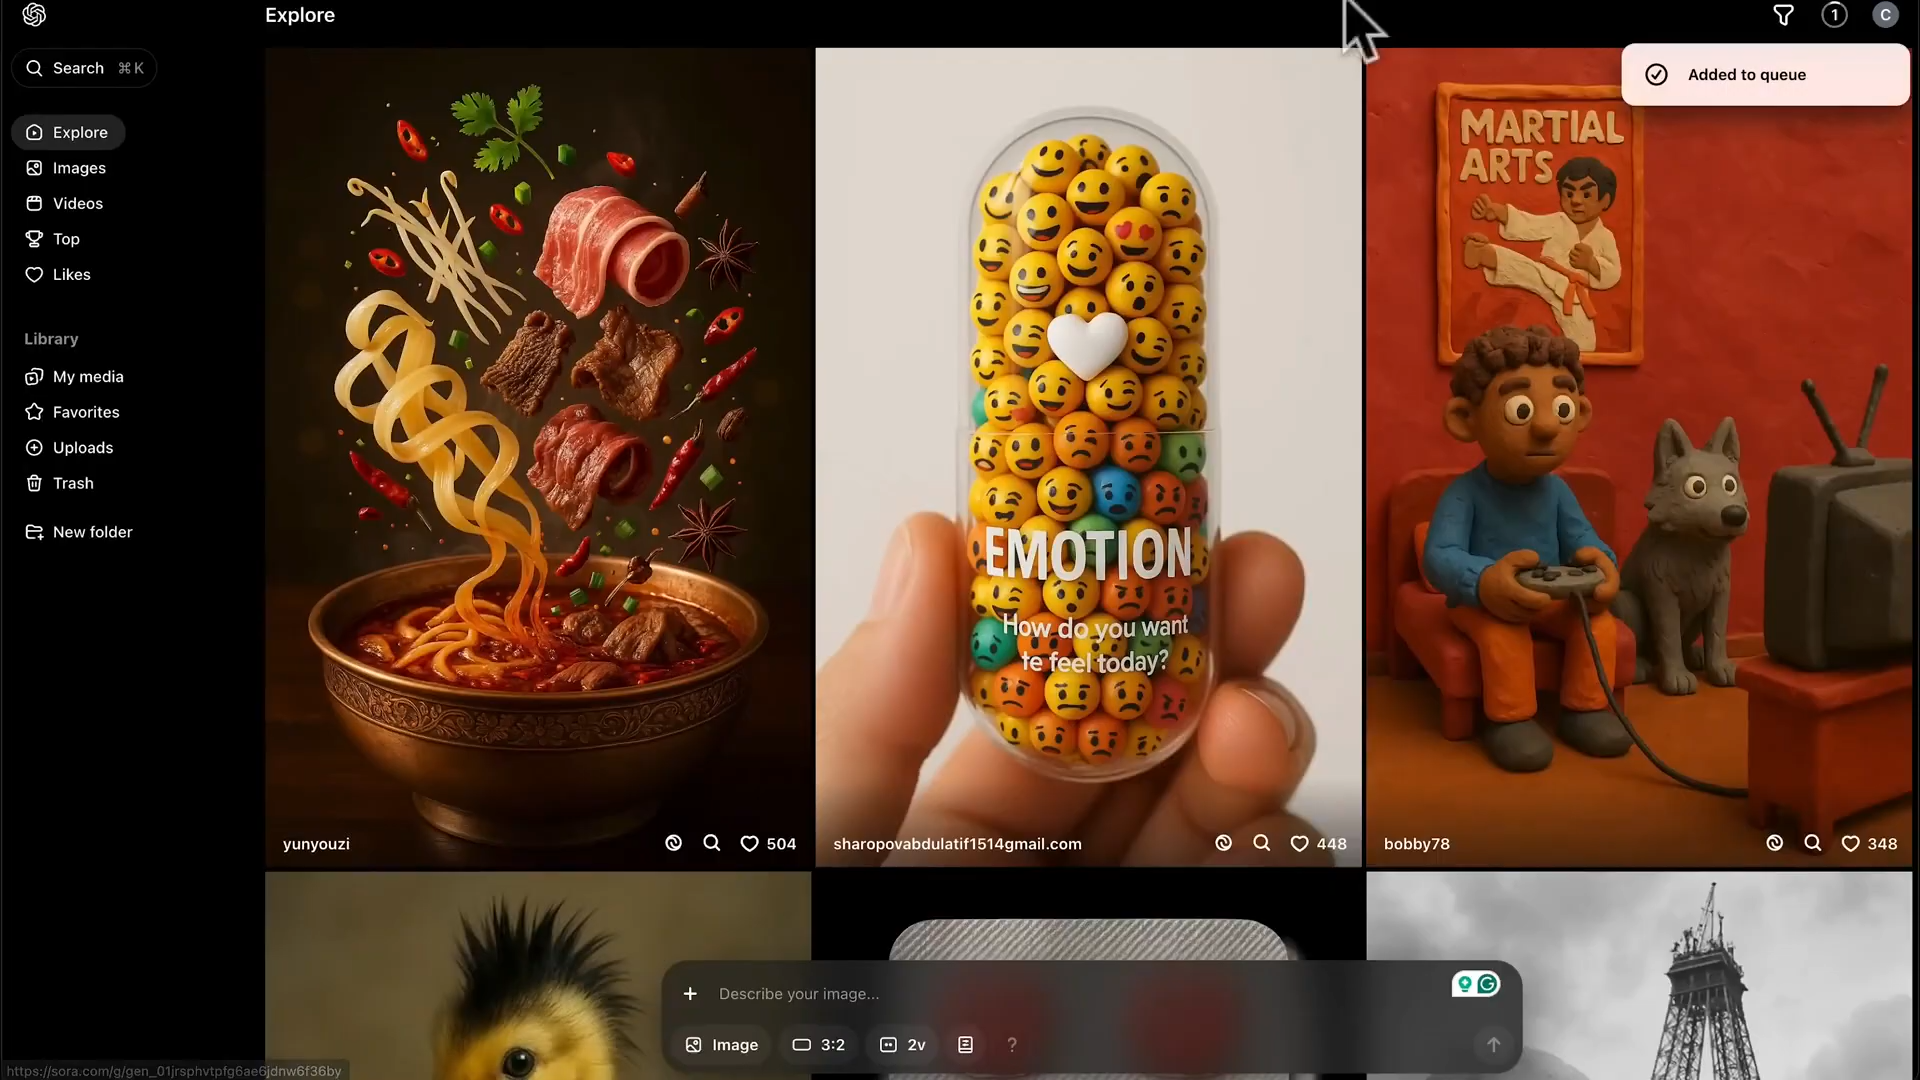 Explore
1
C
Search ⌘ K
Added to queue
Explore
Images
Videos
Top
Likes
Library
My media
Favorites
Uploads
Trash
New folder
MARTIAL
ARTS
EMOTION
How do you want
te feel today?
yunyouzi
504
sharopovabdulatif1514gmail.com
448
bobby78
348
Describe your image...
Image
3:2
2v
?
https://sora.com/g/gen_01jrsphvtpfg6ae6jdnw6f36by